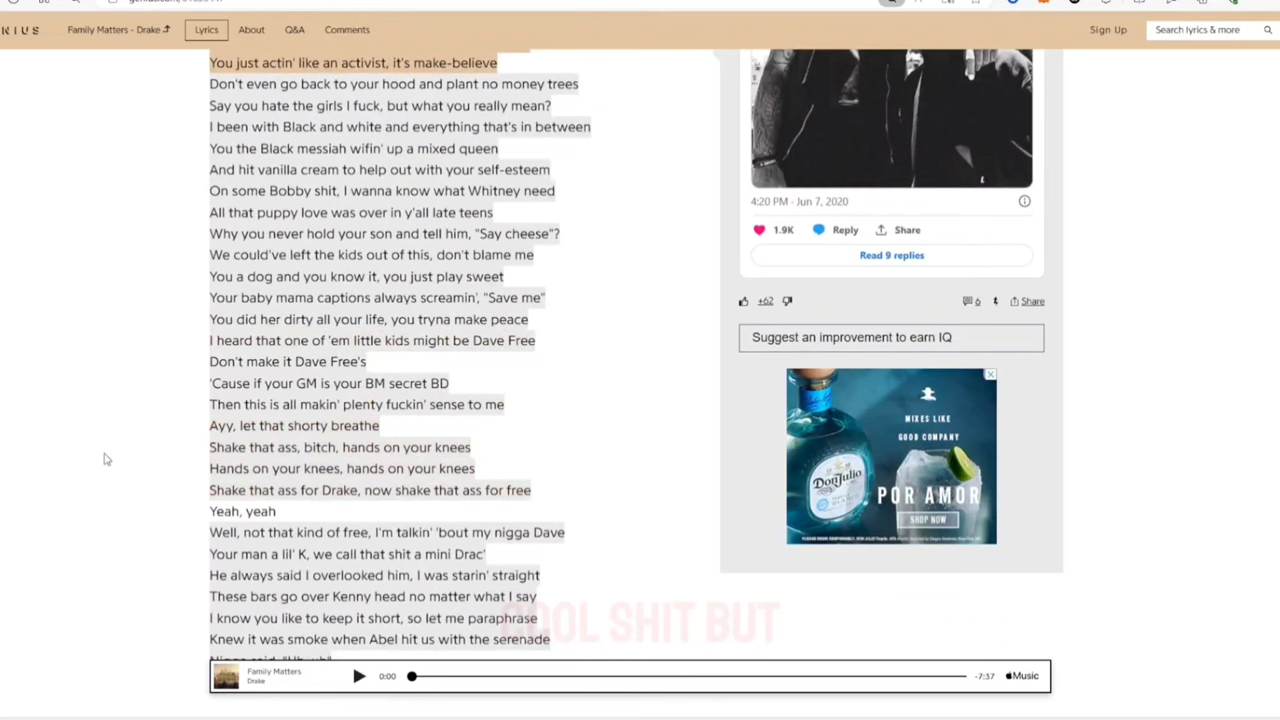 NIUS
Family Matters - Drake
Lyrics
About
Q&A
Comments
Sign Up
Search lyrics & more
You just actin' like an activist, it's make-believe
Don't even go back to your hood and plant no money trees
Say you hate the girls I fuck, but what you really mean?
I been with Black and white and everything that's in between
You the Black messiah wifin' up a mixed queen
And hit vanilla cream to help out with your self-esteem
On some Bobby shit, I wanna know what Whitney need
All that puppy love was over in y'all late teens
Why you never hold your son and tell him, "Say cheese"?
We could've left the kids out of this, don't blame me
You a dog and you know it, you just play sweet
Your baby mama captions always screamin', "Save me"
You did her dirty all your life, you tryna make peace
I heard that one of 'em little kids might be Dave Free
Don't make it Dave Free's
'Cause if your GM is your BM secret BD
Then this is all makin' plenty fuckin' sense to me
Ayy, let that shorty breathe
Shake that ass, bitch, hands on your knees
Hands on your knees, hands on your knees
Shake that ass for Drake, now shake that ass for free
Yeah, yeah
Well, not that kind of free, I'm talkin' 'bout my nigga Dave
Your man a lil' K, we call that shit a mini Drac'
He always said I overlooked him, I was starin' straight
These bars go over Kenny head no matter what I say
I know you like to keep it short, so let me paraphrase
Knew it was smoke when Abel hit us with the serenade
4:20 PM · Jun 7, 2020
1.9K
Reply
Share
Read 9 replies
+62
6
Share
Suggest an improvement to earn IQ
MIXES LIKE
GOOD COMPANY
Don Julio
POR AMOR
SHOP NOW
COOL SHIT BUT
Family Matters
Drake
0:00
-7:37
Music